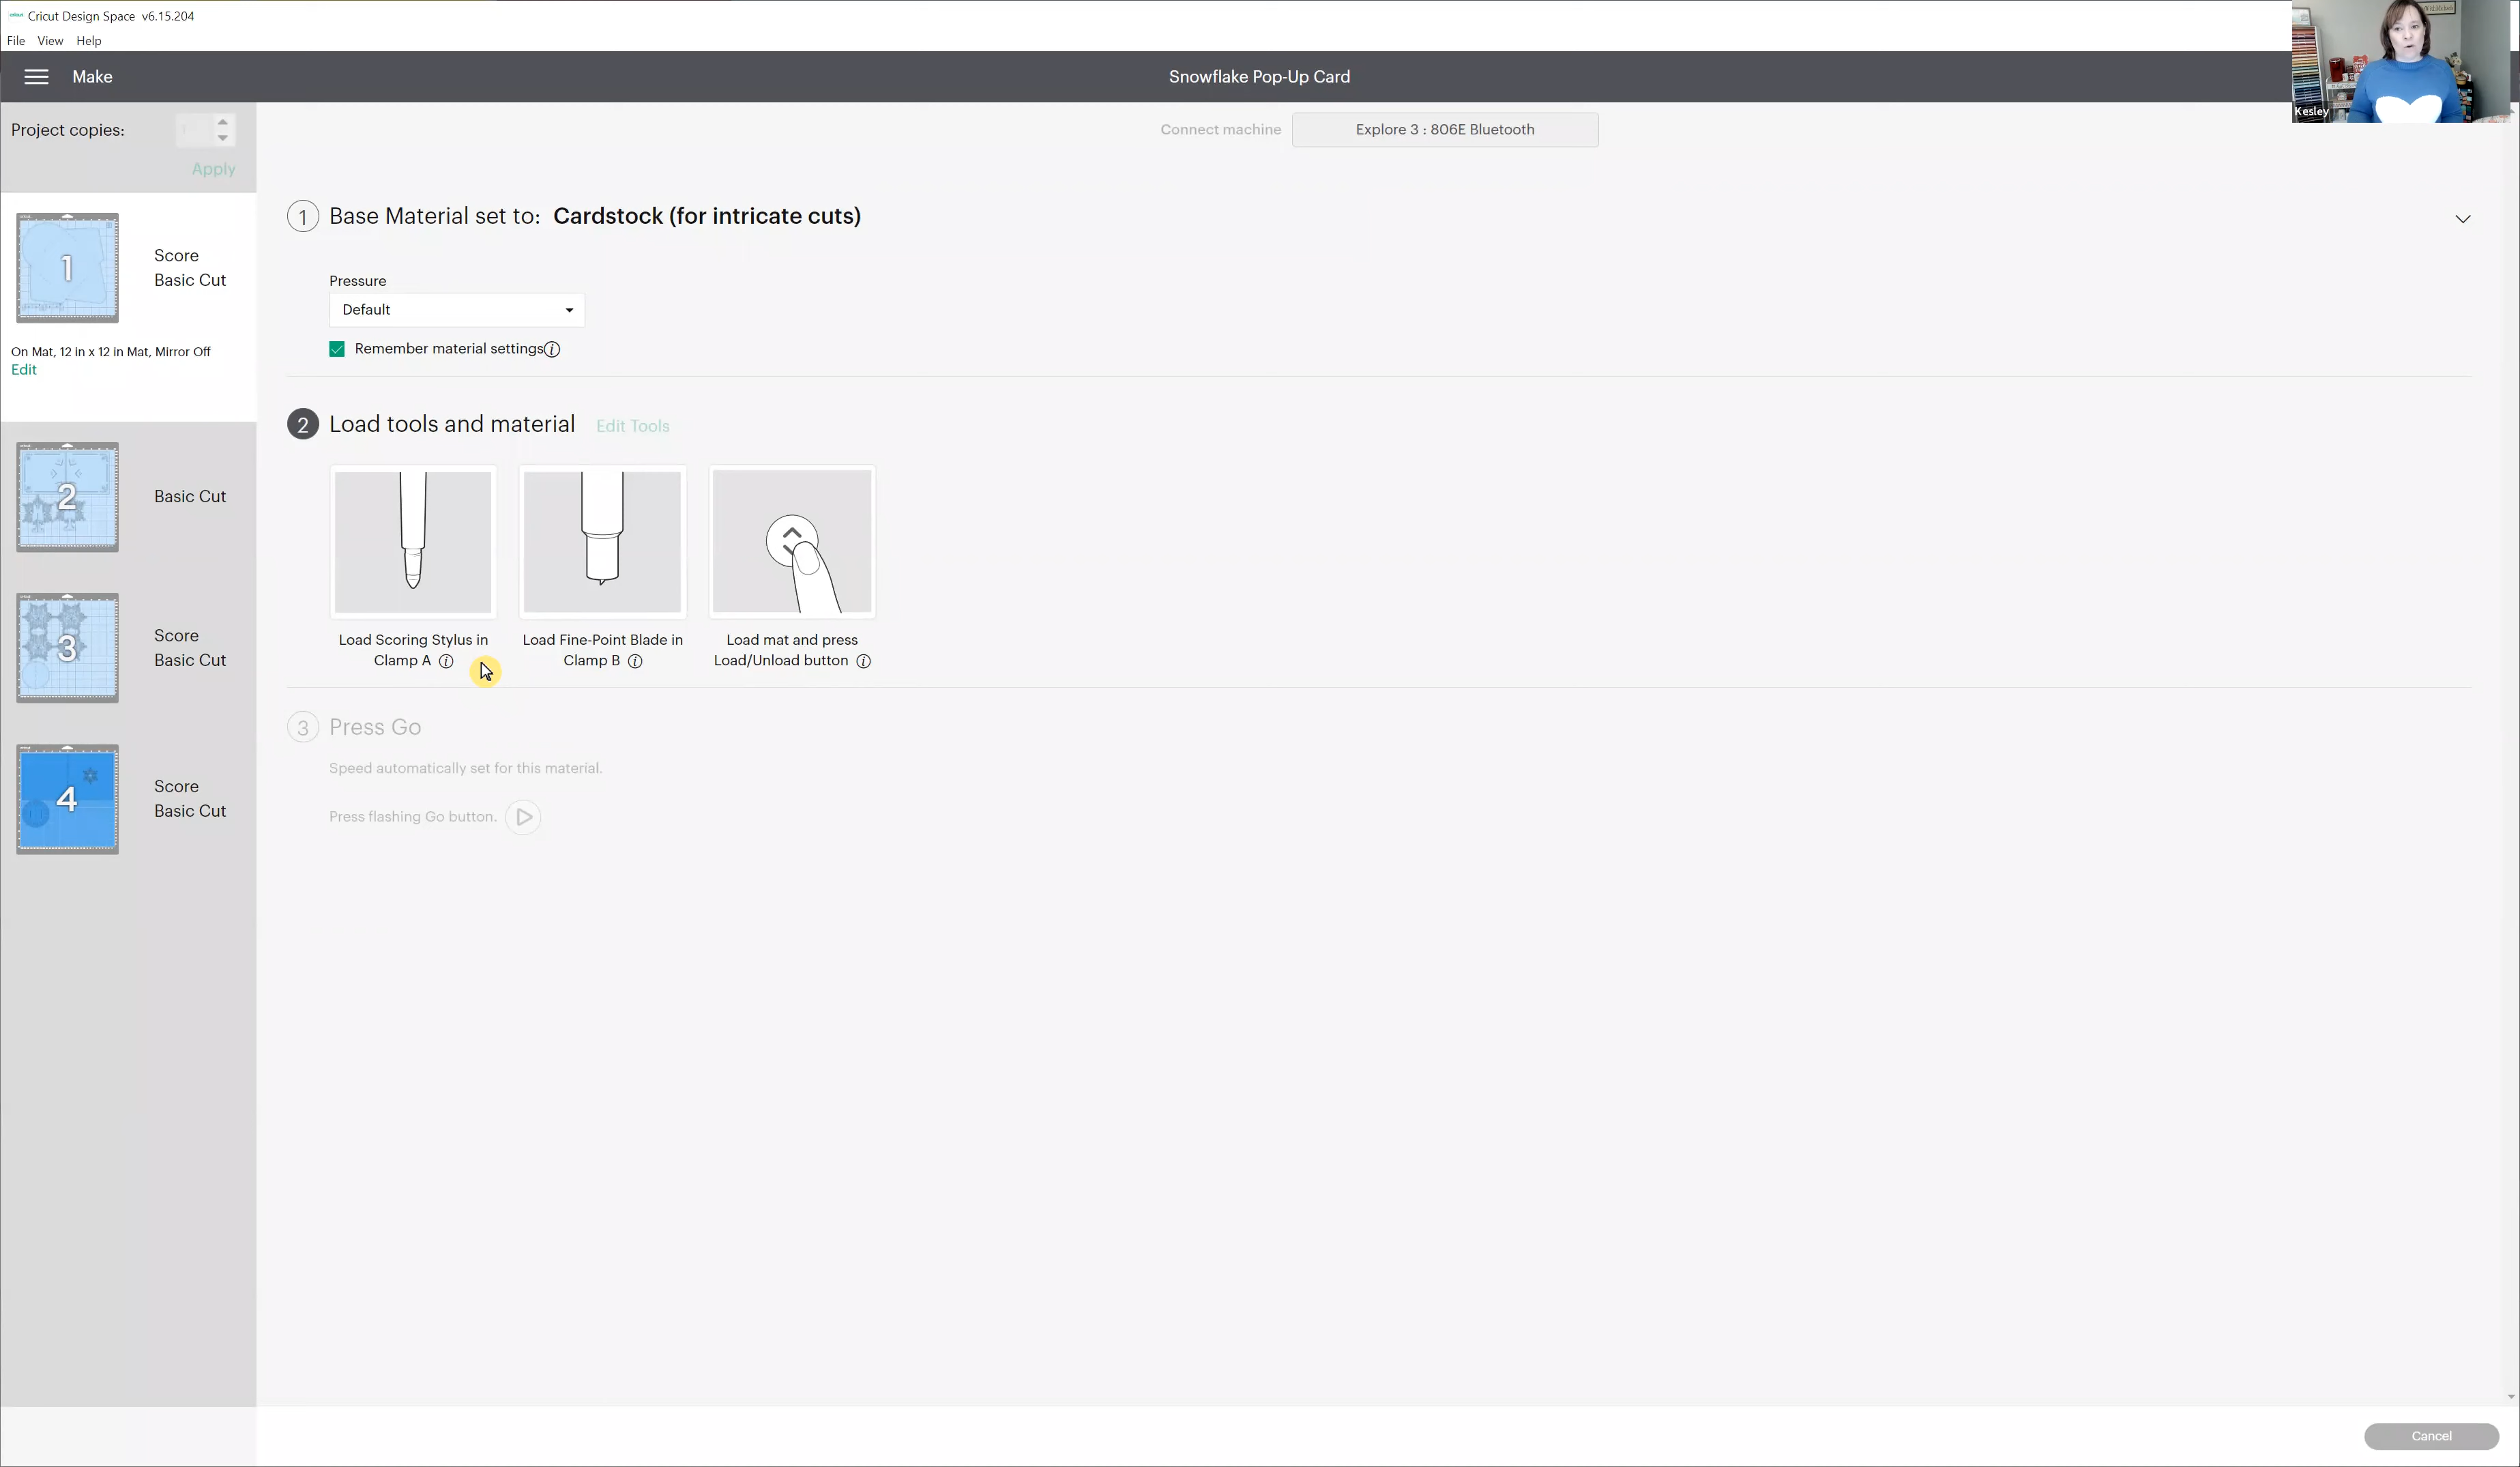 Cricut Design Space v6.15.204
File View Help
Make
Snowflake Pop-Up Card
Kesley
Project copies:
Apply
Connect machine
Explore 3 : 806E Bluetooth
1
Score
Basic Cut
On Mat, 12 in x 12 in Mat, Mirror Off
Edit
2
Basic Cut
3
Score
Basic Cut
4
Score
Basic Cut
1 Base Material set to: Cardstock (for intricate cuts)
Pressure
Default
Remember material settings
2 Load tools and material Edit Tools
Load Scoring Stylus in
Clamp A
Load Fine-Point Blade in
Clamp B
Load mat and press
Load/Unload button
3 Press Go
Speed automatically set for this material.
Press flashing Go button.
Cancel